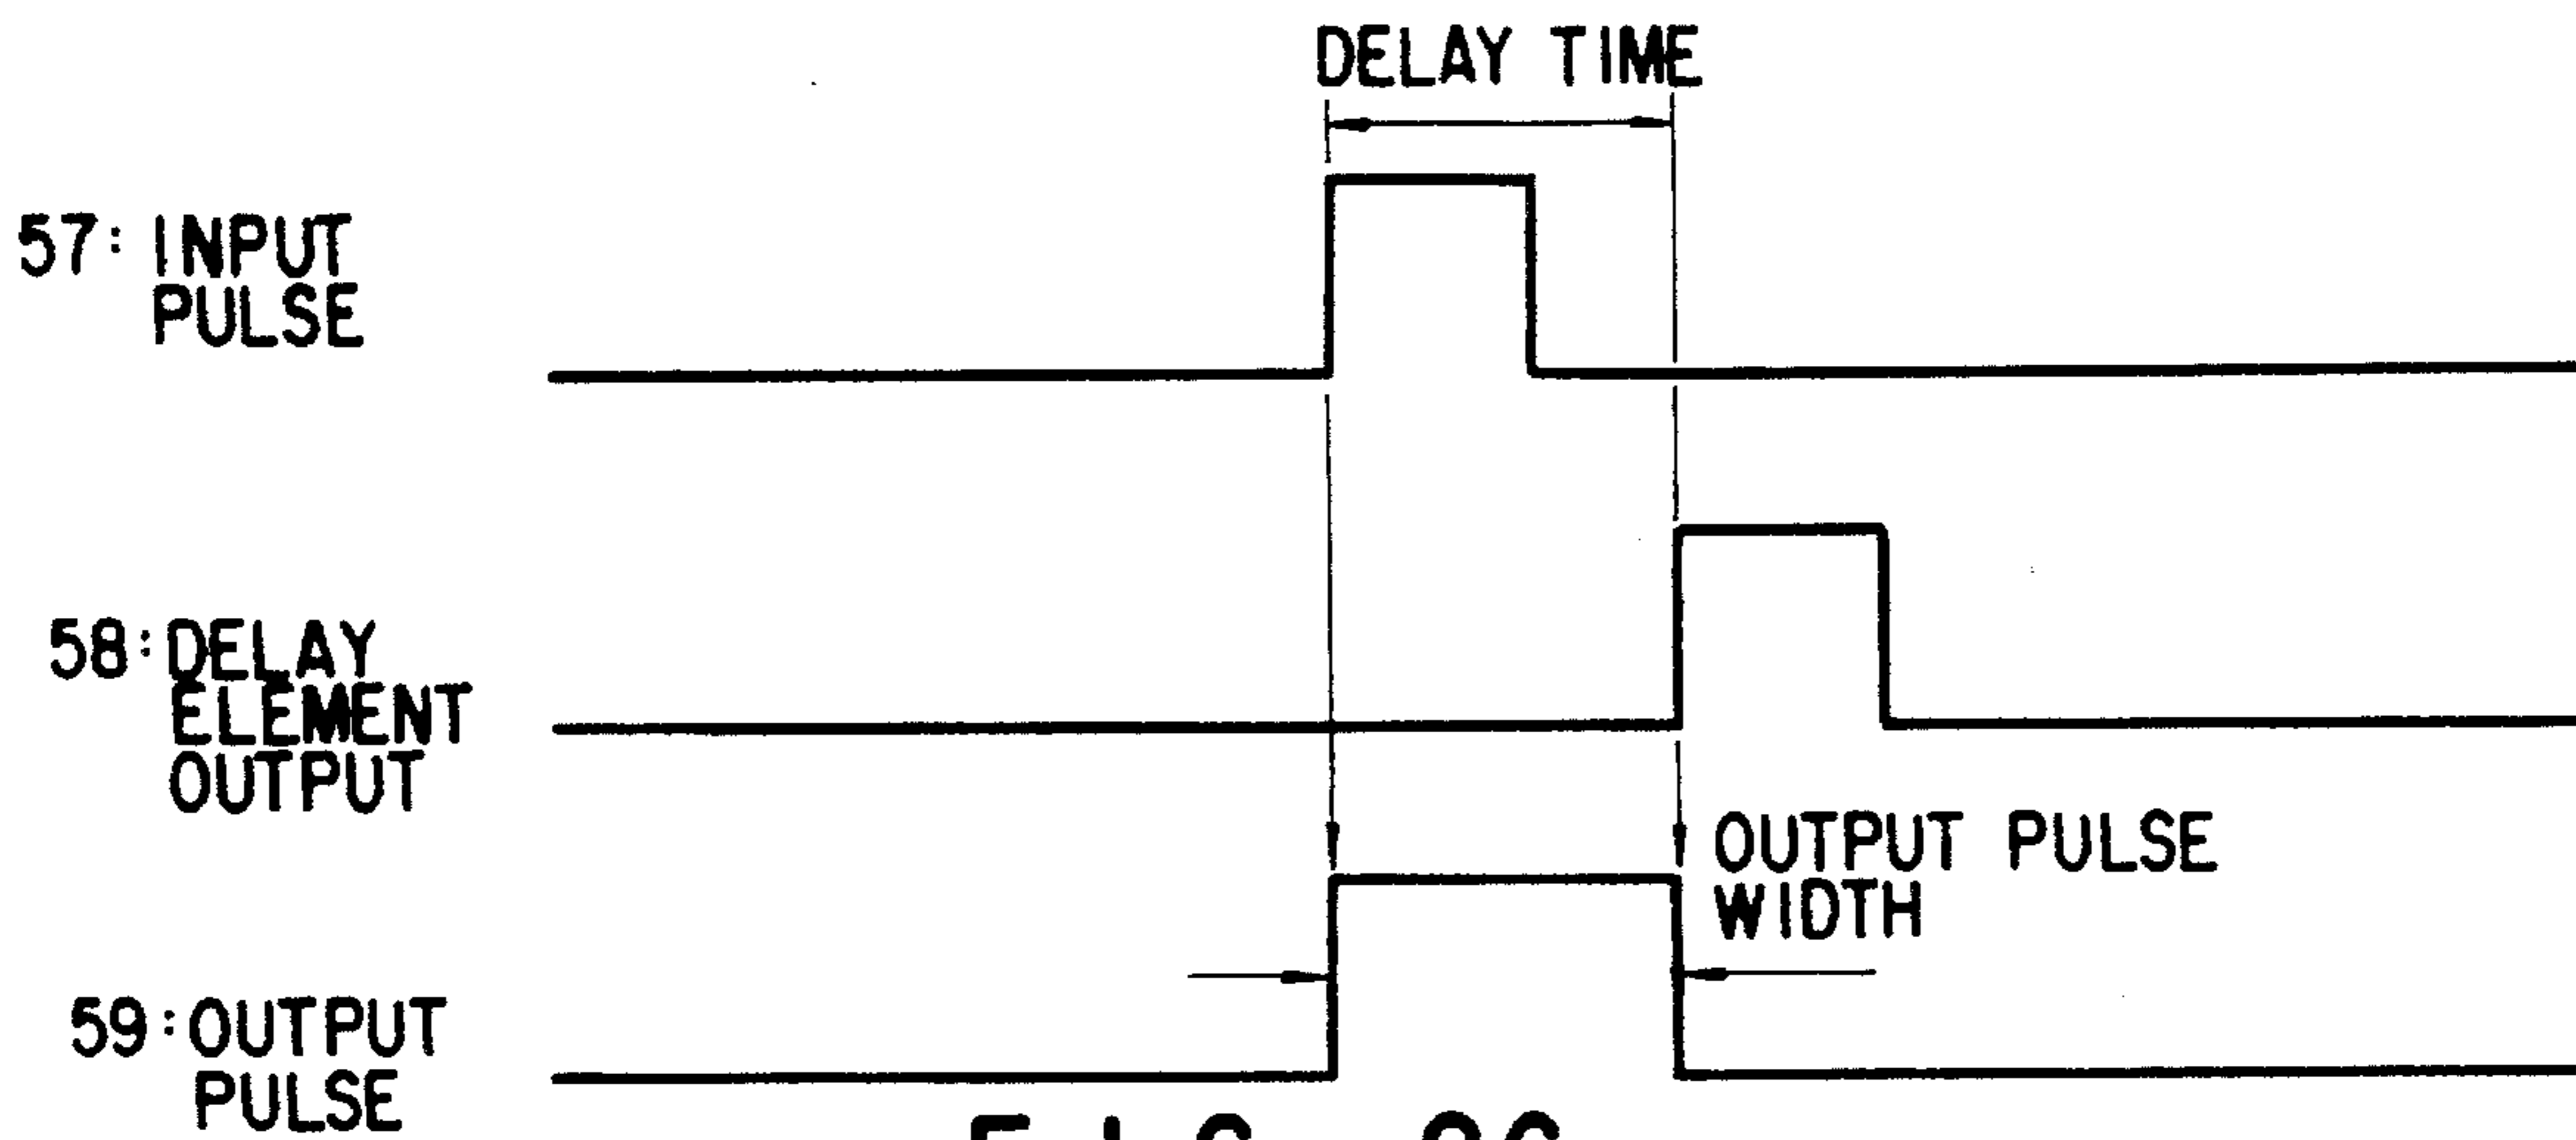 DELAY TIME
57: INPUT
PULSE
58: DELAY
ELEMENT
OUTPUT
OUTPUT PULSE
WIDTH
59: OUTPUT
PULSE